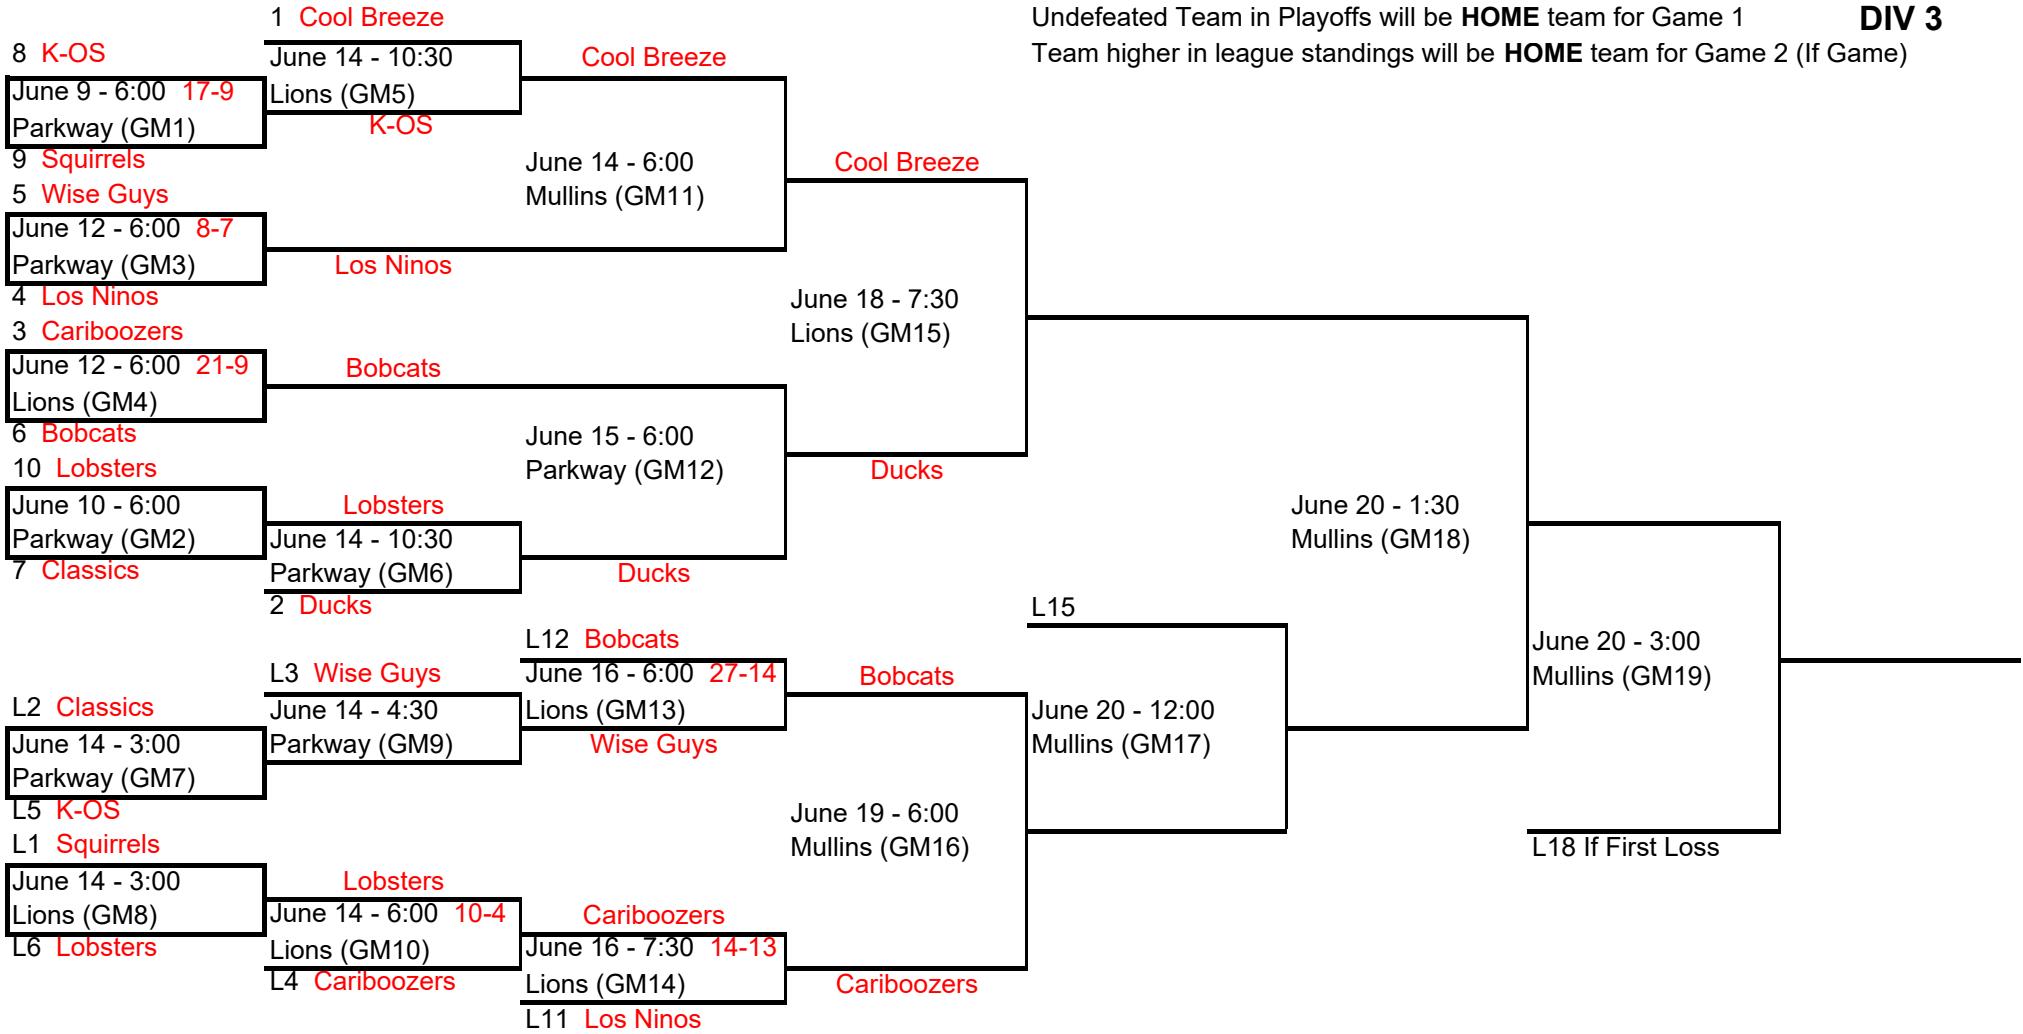 1 Cool Breeze
Undefeated Team in Playoffs will be HOME team for Game 1
DIV 3
8 K-OS
June 14 - 10:30
Cool Breeze
Team higher in league standings will be HOME team for Game 2 (If Game)
June 9 - 6:00 17-9
Lions (GM5)
Parkway (GM1)
K-OS
9 Squirrels
June 14 - 6:00
Cool Breeze
5 Wise Guys
Mullins (GM11)
June 12 - 6:00 8-7
Parkway (GM3)
Los Ninos
4 Los Ninos
June 18 - 7:30
3 Cariboozers
Lions (GM15)
June 12 - 6:00 21-9
Bobcats
Lions (GM4)
6 Bobcats
June 15 - 6:00
10 Lobsters
Parkway (GM12)
Ducks
June 10 - 6:00
Lobsters
June 20 - 1:30
Parkway (GM2)
June 14 - 10:30
Mullins (GM18)
7 Classics
Parkway (GM6)
Ducks
2 Ducks
L15
L12 Bobcats
June 20 - 3:00
L3 Wise Guys
June 16 - 6:00 27-14
Bobcats
Mullins (GM19)
L2 Classics
June 14 - 4:30
Lions (GM13)
June 20 - 12:00
June 14 - 3:00
Parkway (GM9)
Wise Guys
Mullins (GM17)
Parkway (GM7)
L5 K-OS
June 19 - 6:00
L1 Squirrels
Mullins (GM16)
L18 If First Loss
June 14 - 3:00
Lobsters
Lions (GM8)
June 14 - 6:00 10-4
Cariboozers
L6 Lobsters
Lions (GM10)
June 16 - 7:30 14-13
L4 Cariboozers
Lions (GM14)
Cariboozers
L11 Los Ninos